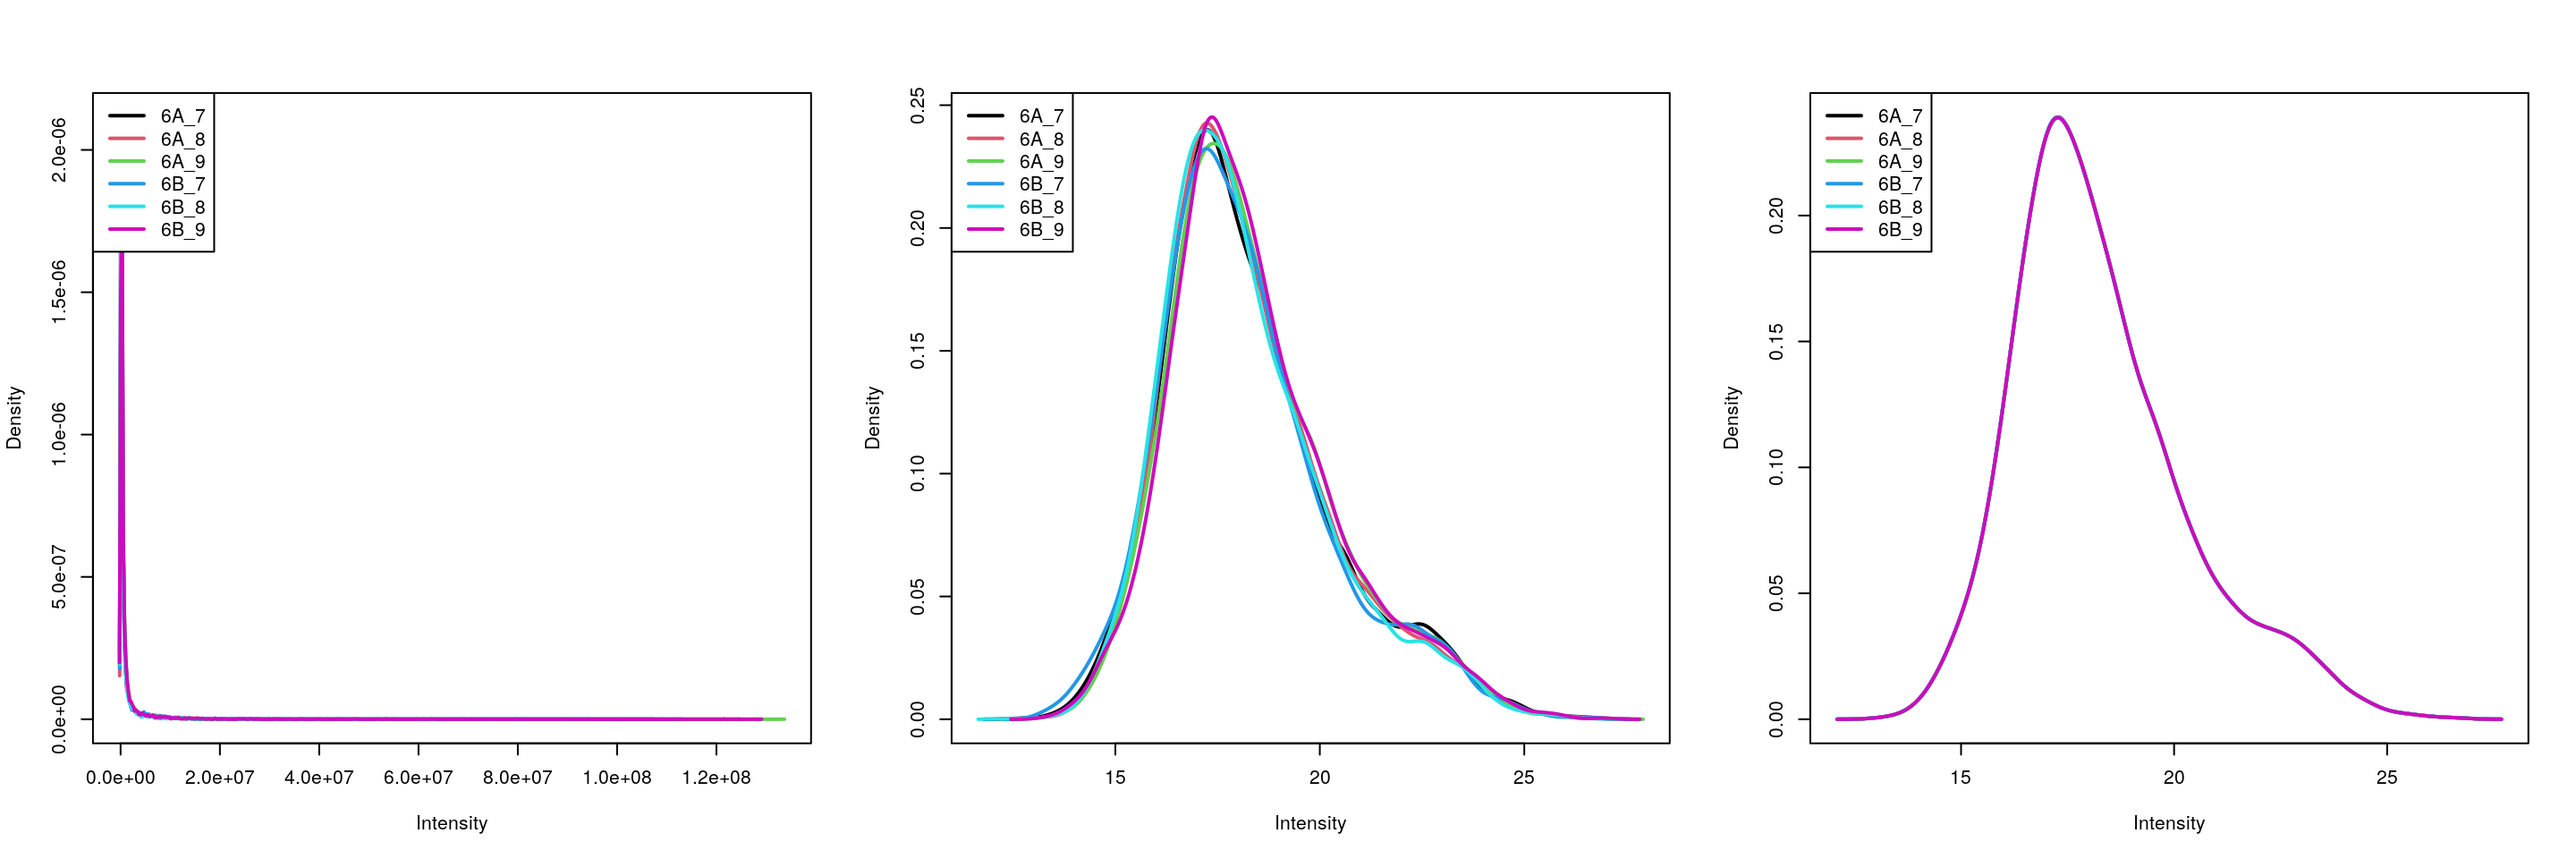 6A_7
6A_8
6A_9
6B_7
6B_8
6B_9
Density
2.0e-06
1.5e-06
1.0e-06
5.0e-07
0.0e+00
0.0e+00 2.0e+07 4.0e+07 6.0e+07 8.0e+07 1.0e+08 1.2e+08
Intensity
6A_7
6A_8
6A_9
6B_7
6B_8
6B_9
Density
0.25
0.20
0.15
0.10
0.05
0.00
15 20 25
Intensity
6A_7
6A_8
6A_9
6B_7
6B_8
6B_9
Density
0.20
0.15
0.10
0.05
0.00
15 20 25
Intensity